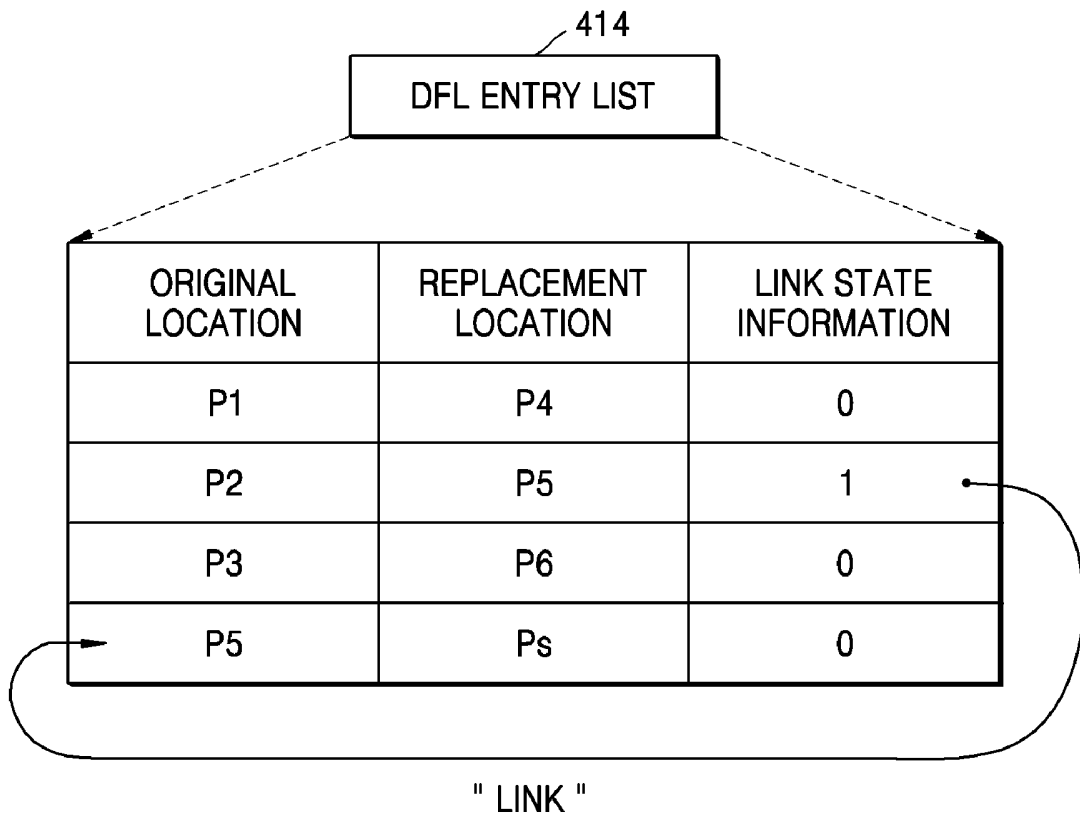 414
DFL ENTRY LIST
ORIGINAL LOCATION REPLACEMENT LOCATION LINK STATE INFORMATION
P1 P4 0
P2 P5 1
P3 P6 0
P5 Ps 0
" LINK "